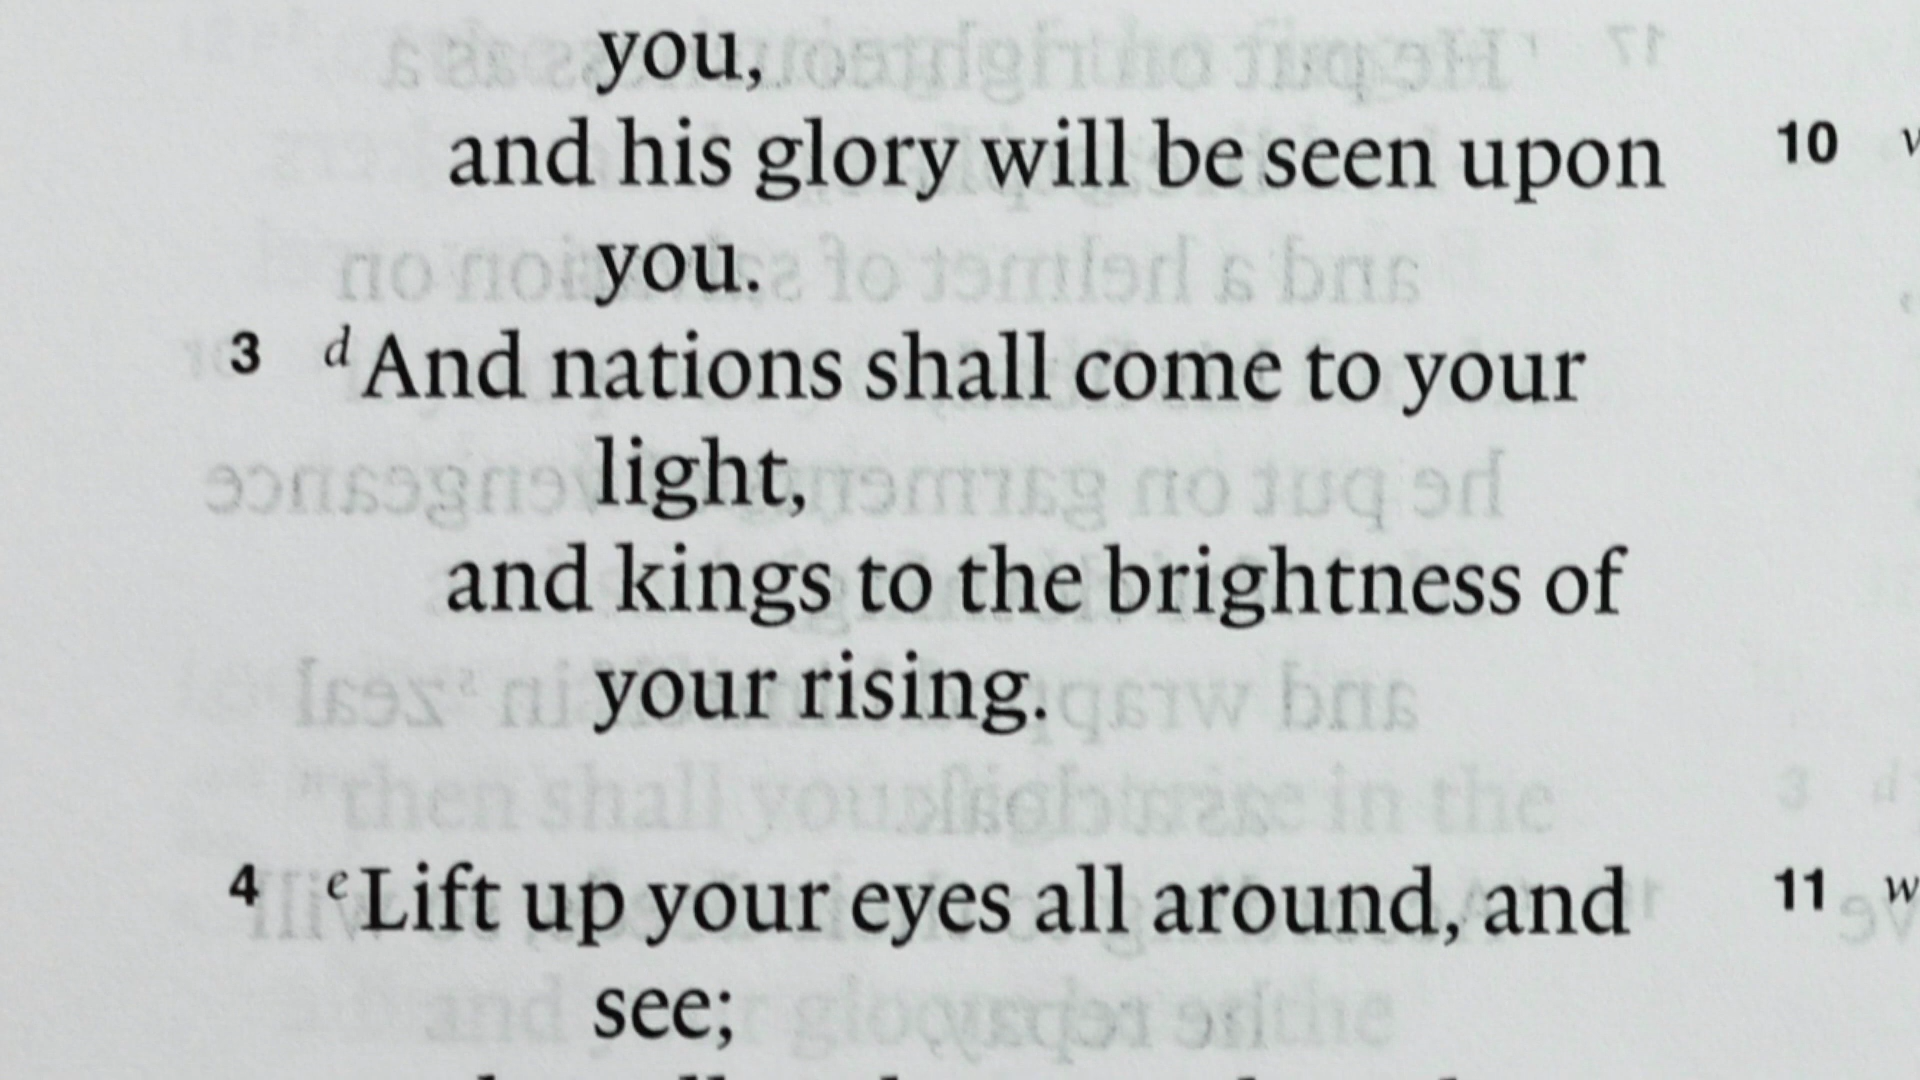 you,
and his glory will be seen upon
you.
3 d And nations shall come to your
light,
and kings to the brightness of
your rising.
4 e Lift up your eyes all around, and
see;
10 v
11 w